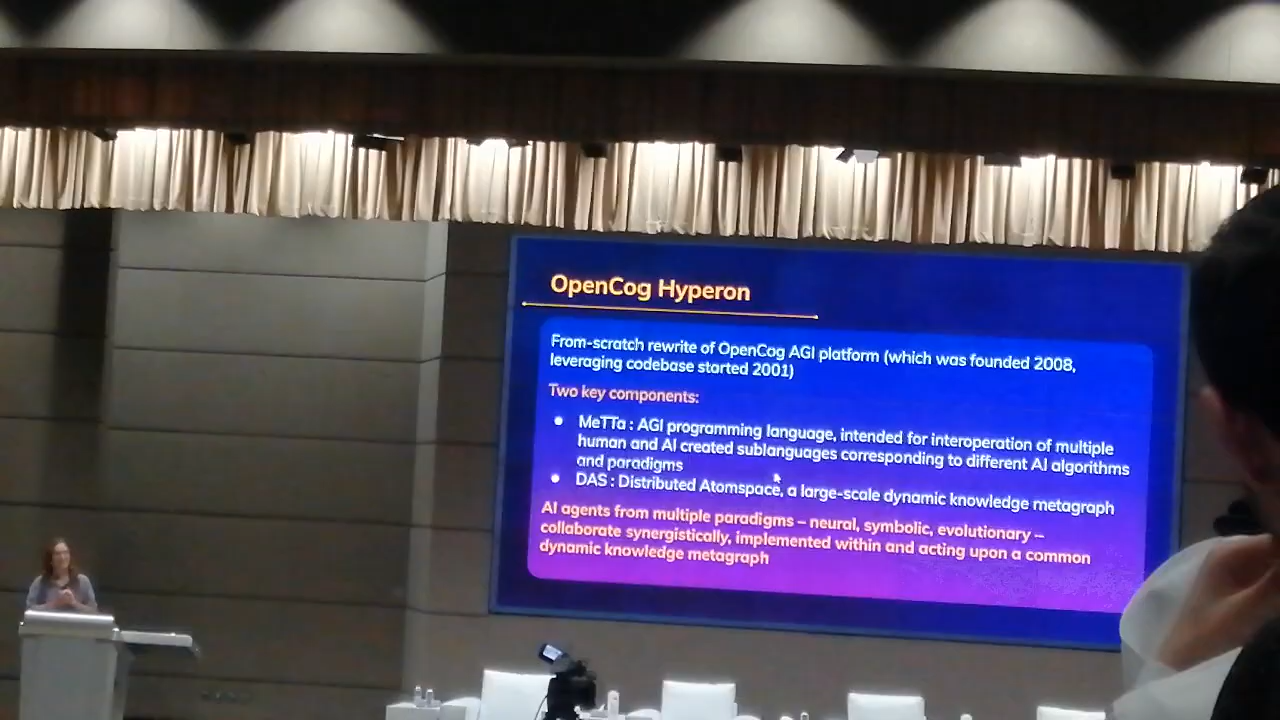 OpenCog Hyperon
From-scratch rewrite of OpenCog AGI platform (which was founded 2008,
leveraging codebase started 2001)
Two key components:
MeTTa : AGI programming language, intended for interoperation of multiple
human and AI created sublanguages corresponding to different AI algorithms
and paradigms
DAS : Distributed Atomspace, a large-scale dynamic knowledge metagraph
AI agents from multiple paradigms – neural, symbolic, evolutionary –
collaborate synergistically, implemented within and acting upon a common
dynamic knowledge metagraph